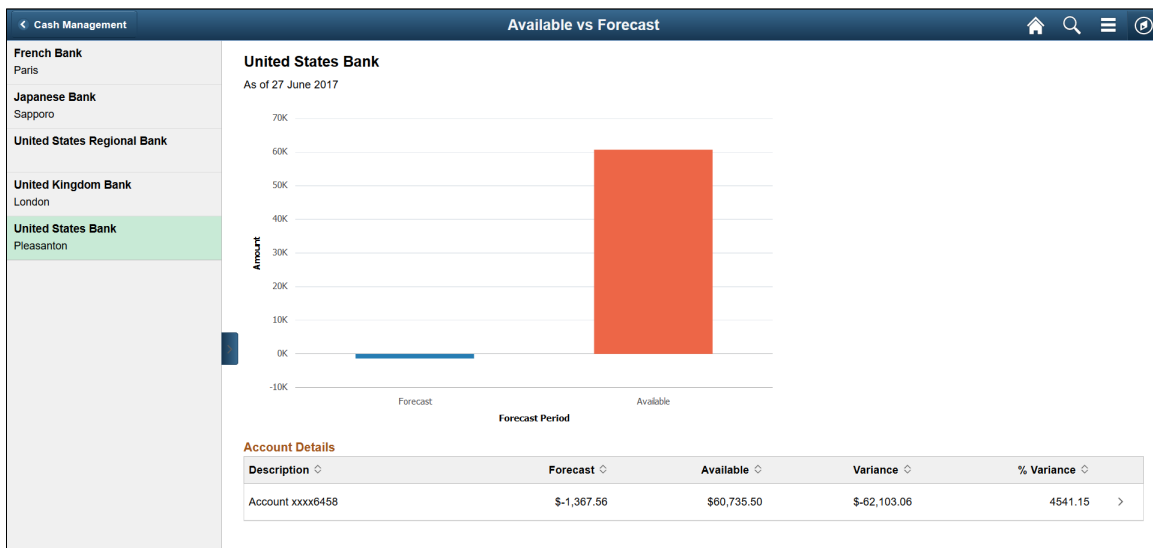 Cash Management
Available vs Forecast
French Bank
Paris
Japanese Bank
Sapporo
United States Regional Bank
United Kingdom Bank
London
United States Bank
Pleasanton
United States Bank
As of 27 June 2017
70K
60K
50K
40K
30K
20K
10K
0K
-10K
Amount
Forecast Available
Forecast Period
Account Details
Description Forecast Available Variance % Variance
Account xxxx6458 $-1,367.56 $60,735.50 $-62,103.06 4541.15